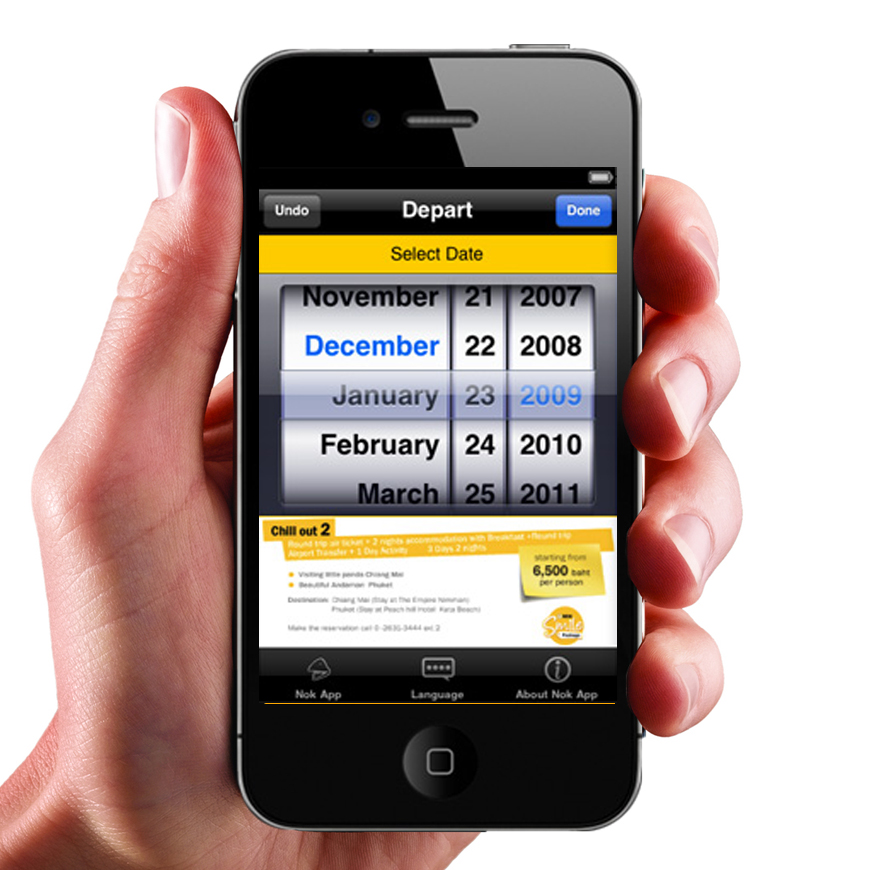 Undo Depart Done
Select Date
November 21 2007
December 22 2008
January 23 2009
February 24 2010
March 25 2011
Chill out 2
Round trip air ticket + 2 nights accommodation with Breakfast +Round trip
Airport Transfer + 1 Day Activity 3 Days 2 nights
starting from
6,500 baht
per person
Visiting little panda Chiang Mai
Beautiful Andaman Phuket
Destination: Chiang Mai (Stay at The Empire Nimman)
Phuket (Stay at Peach hill Hotel Kata Beach)
Make the reservation call 0-2631-3444 ext 2
Smile
Package
Nok App Language About Nok App